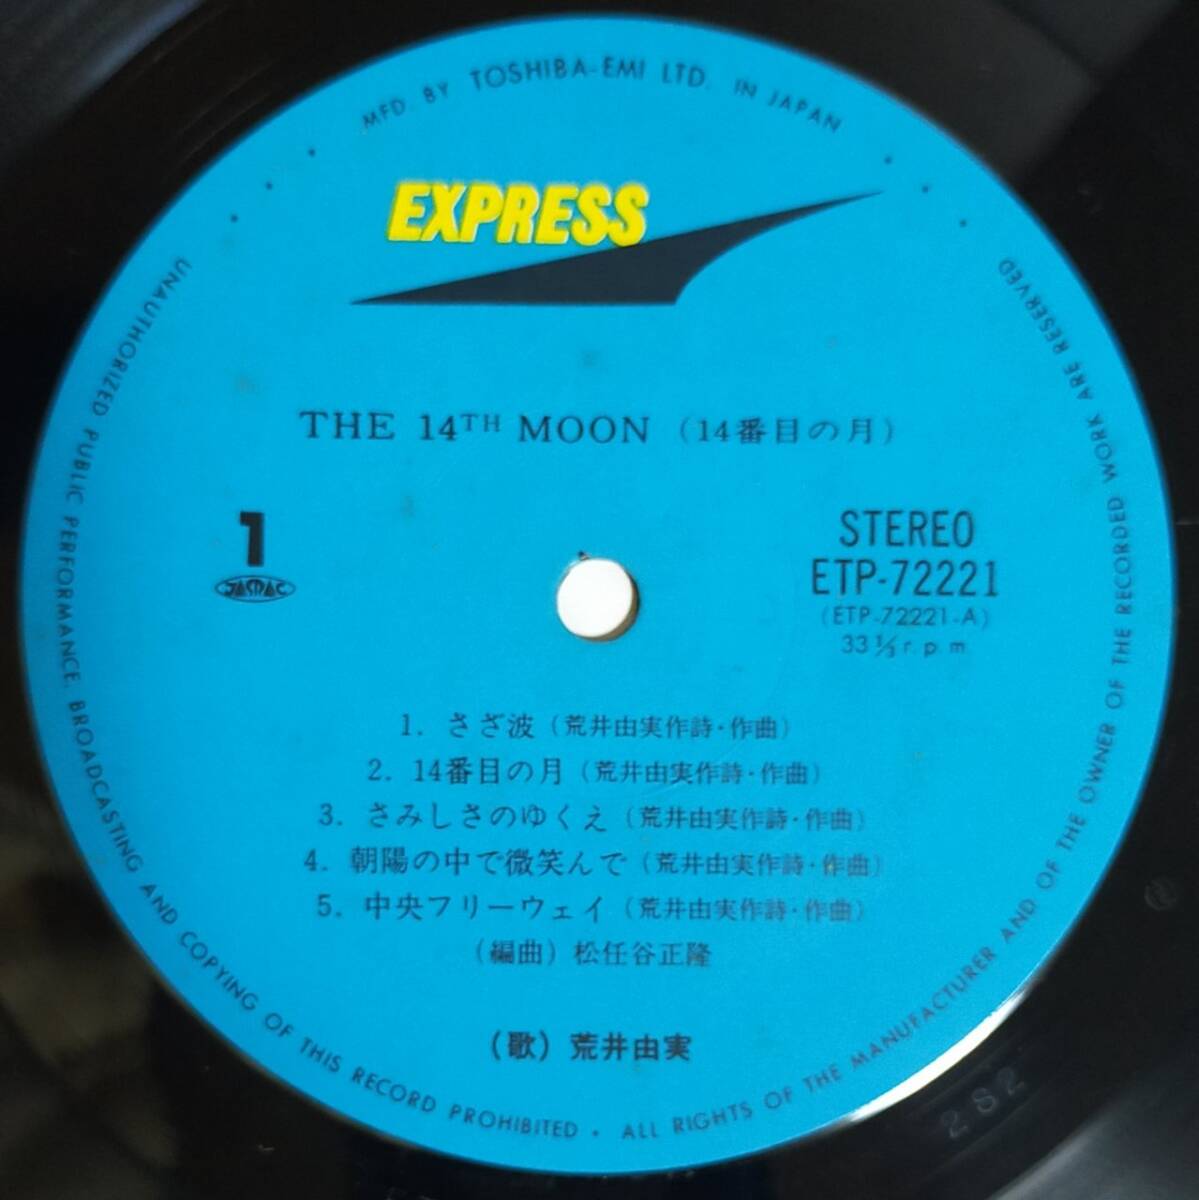 MFD. BY TOSHIBA-EMI LTD. IN JAPAN
EXPRESS
THE 14TH MOON (14番目の月)
1
JASRAC
STEREO
ETP-72221
(ETP-72221-A)
33 1/3 r.p.m.
1. さざ波 (荒井由実作詩・作曲)
2. 14番目の月 (荒井由実作詩・作曲)
3. さみしさのゆくえ (荒井由実作詩・作曲)
4. 朝陽の中で微笑んで (荒井由実作詩・作曲)
5. 中央フリーウェイ (荒井由実作詩・作曲)
(編曲) 松任谷正隆
(歌) 荒井由実
UNAUTHORIZED PUBLIC PERFORMANCE, BROADCASTING AND COPYING OF THIS RECORD PROHIBITED • ALL RIGHTS OF THE MANUFACTURER AND OF THE OWNER OF THE RECORDED WORK ARE RESERVED